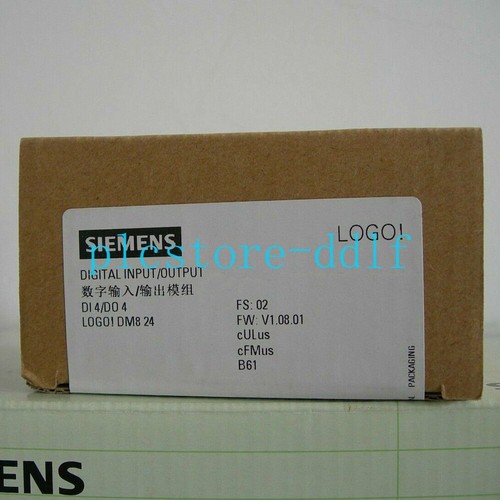 SIEMENS
LOGO!
plcstore-ddlf
DIGITAL INPUT/OUTPUT
数字输入/输出模组
DI 4/DO 4
LOGO! DM8 24
FS: 02
FW: V1.08.01
cULus
cFMus
B61
PACKAGING
ENS